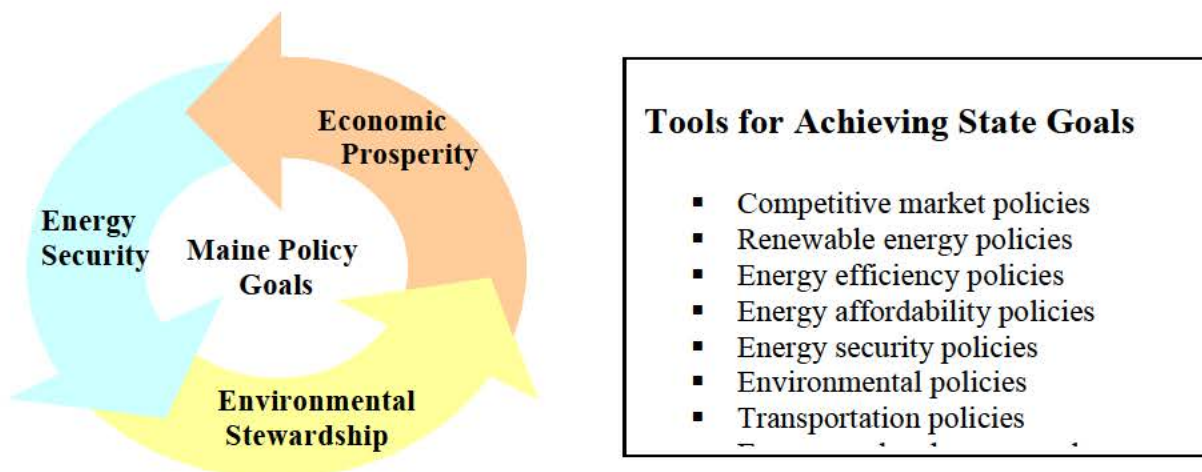 Economic
Prosperity
Energy
Security
Maine Policy
Goals
Environmental
Stewardship
Tools for Achieving State Goals
▪ Competitive market policies
▪ Renewable energy policies
▪ Energy efficiency policies
▪ Energy affordability policies
▪ Energy security policies
▪ Environmental policies
▪ Transportation policies